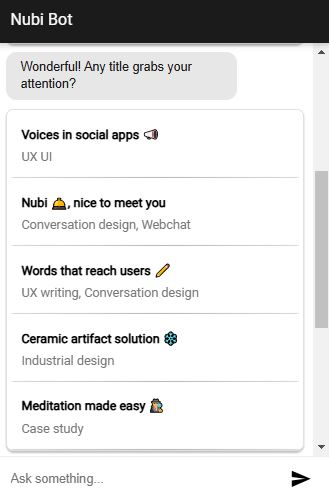 Nubi Bot
Wonderful! Any title grabs your
attention?
Voices in social apps 📢
UX UI
Nubi 🛎️, nice to meet you
Conversation design, Webchat
Words that reach users ✏️
UX writing, Conversation design
Ceramic artifact solution
Industrial design
Meditation made easy
Case study
Ask something...